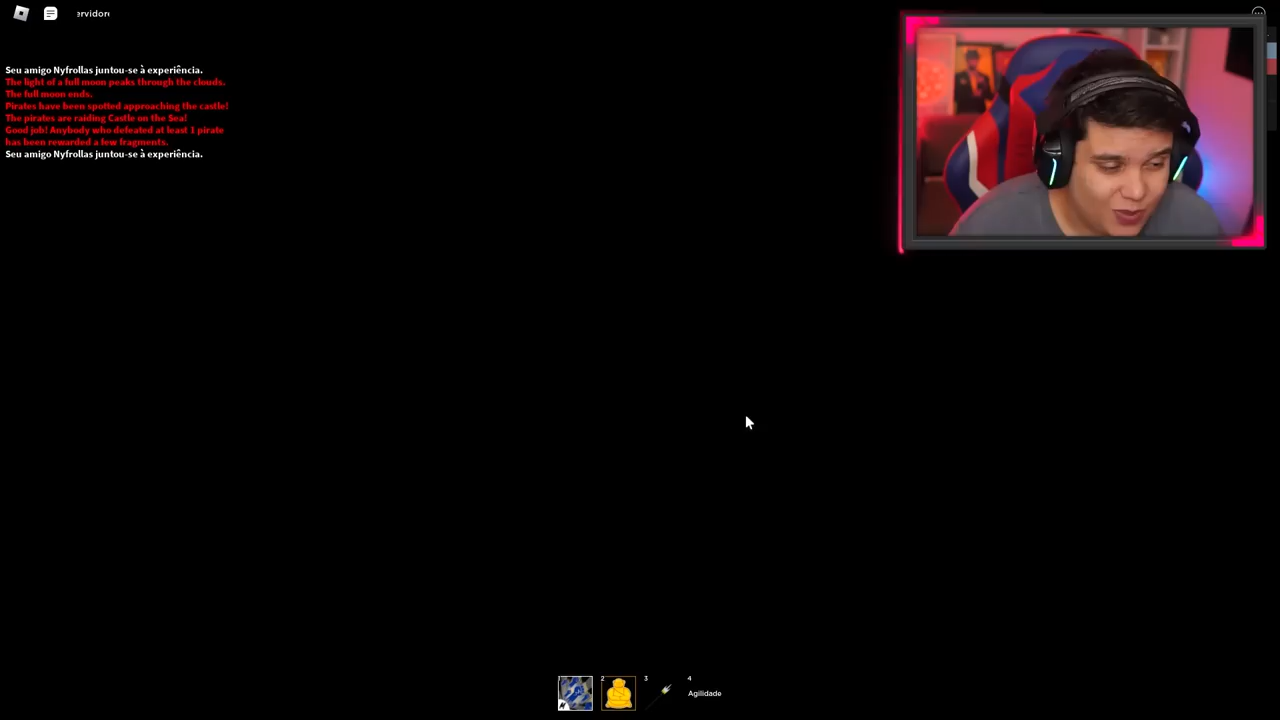 ervidore
Seu amigo Nyfrollas juntou-se à experiência.
The light of a full moon peaks through the clouds.
The full moon ends.
Pirates have been spotted approaching the castle!
The pirates are raiding Castle on the Sea!
Good job! Anybody who defeated at least 1 pirate
has been rewarded a few fragments.
Seu amigo Nyfrollas juntou-se à experiência.
2
3
4
Agilidade